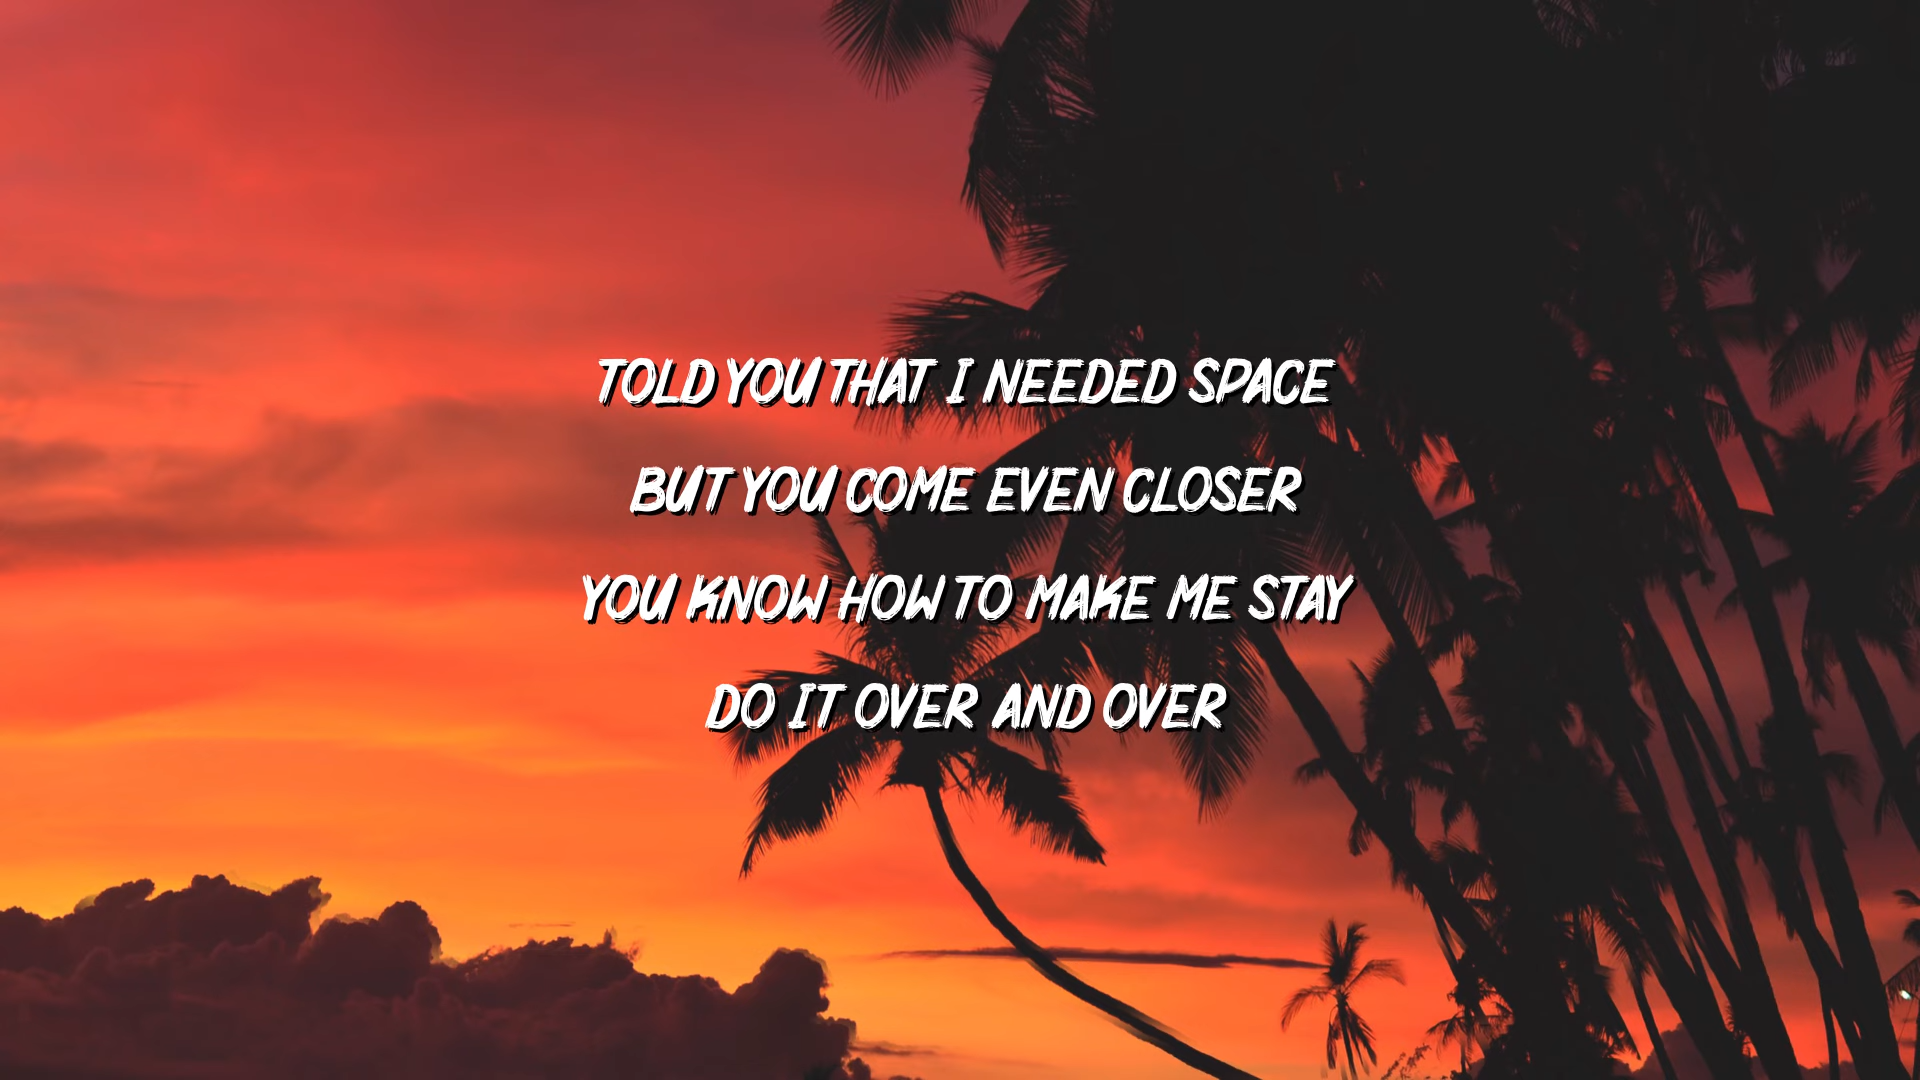 TOLD YOU THAT I NEEDED SPACE
BUT YOU COME EVEN CLOSER
YOU KNOW HOW TO MAKE ME STAY
DO IT OVER AND OVER